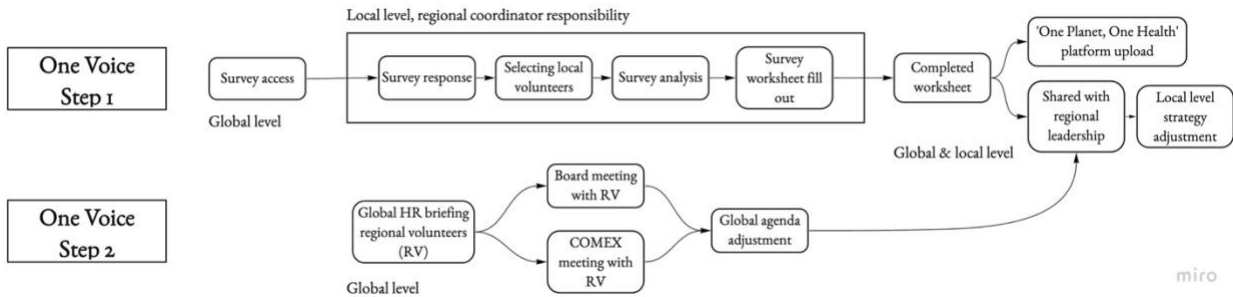 Local level, regional coordinator responsibility
One Voice
Step 1
Survey access
Global level
Survey response
Selecting local
volunteers
Survey analysis
Survey
worksheet fill
out
Completed
worksheet
'One Planet, One Health'
platform upload
Shared with
regional
leadership
Local level
strategy
adjustment
Global & local level
One Voice
Step 2
Global HR briefing
regional volunteers
(RV)
Global level
Board meeting
with RV
COMEX
meeting with
RV
Global agenda
adjustment
miro